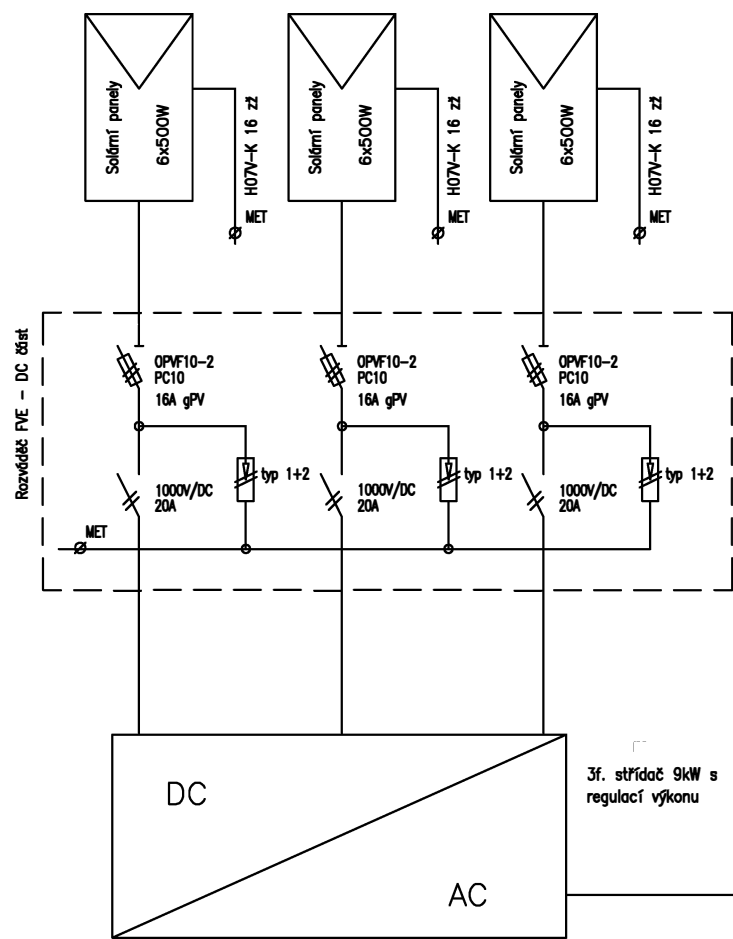 Solární panely
6x500W
H07V-K 16 zž
MET
Solární panely
6x500W
H07V-K 16 zž
MET
Solární panely
6x500W
H07V-K 16 zž
MET
Rozváděč FVE - DC část
OPVF10-2
PC10
16A gPV
OPVF10-2
PC10
16A gPV
OPVF10-2
PC10
16A gPV
typ 1+2
1000V/DC
20A
typ 1+2
1000V/DC
20A
typ 1+2
1000V/DC
20A
MET
DC
AC
3f. střídač 9kW s
regulací výkonu